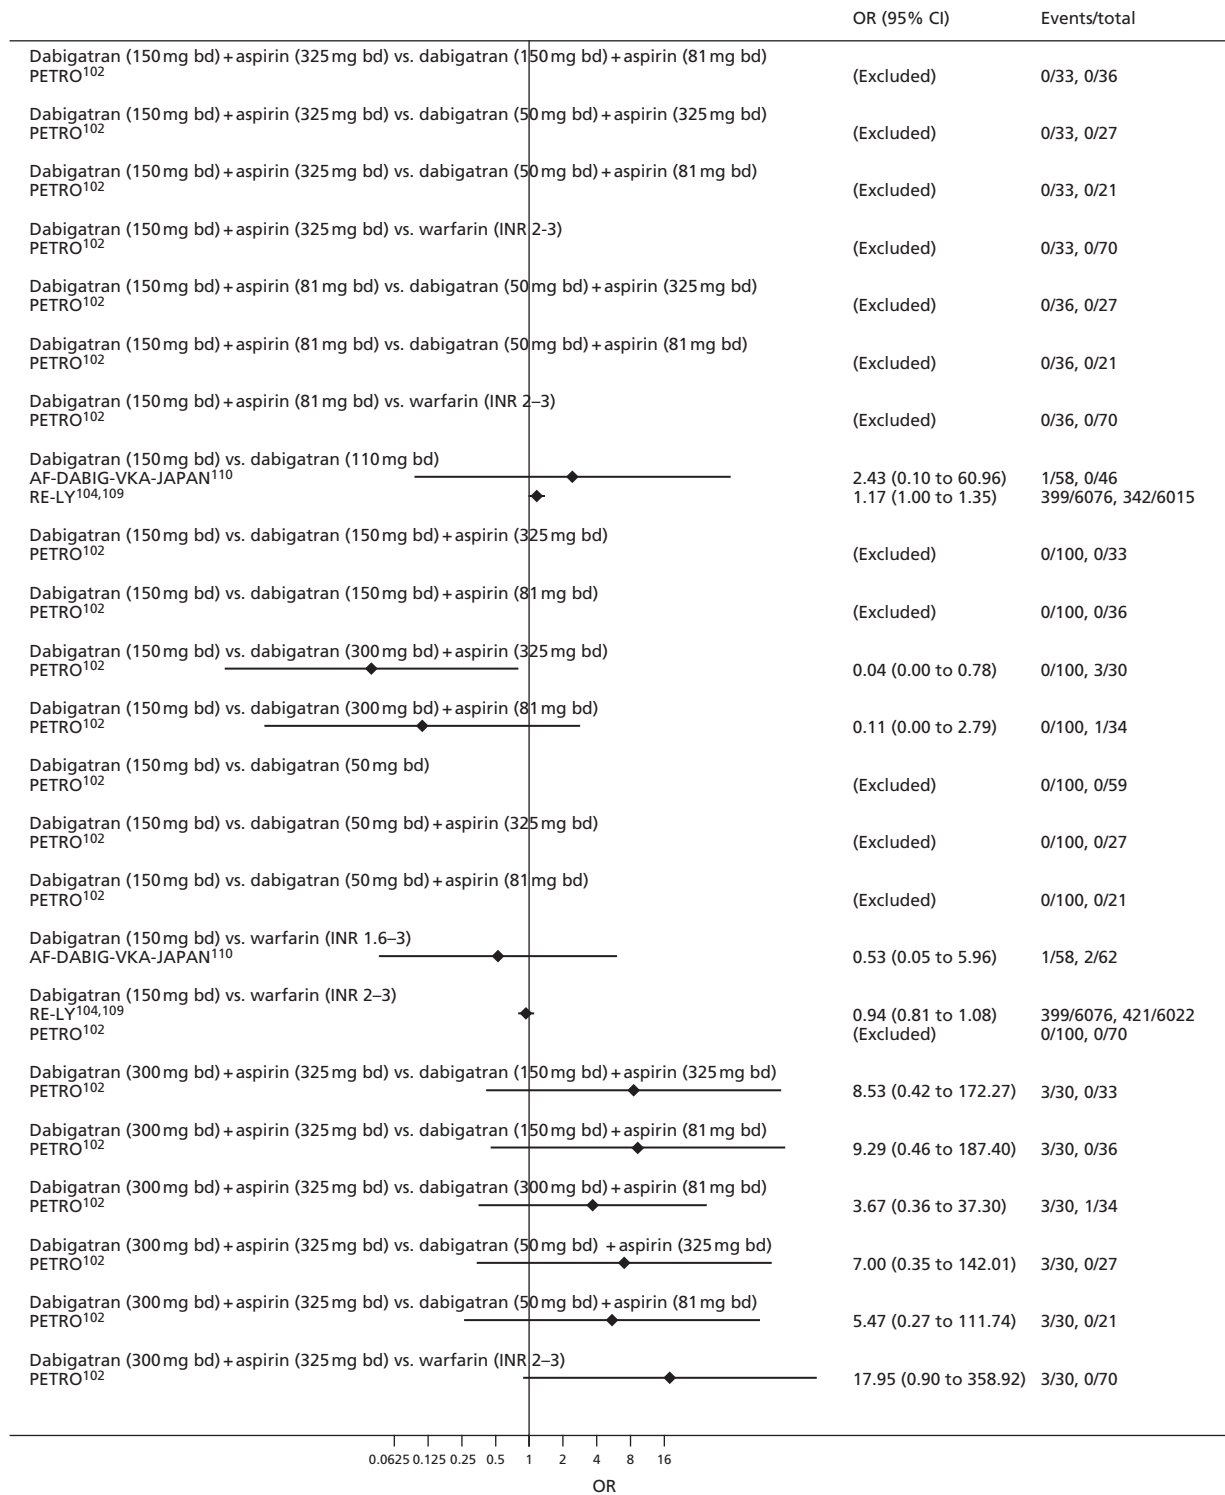 OR (95% CI) Events/total
Dabigatran (150 mg bd) + aspirin (325 mg bd) vs. dabigatran (150 mg bd) + aspirin (81 mg bd)
PETRO102 (Excluded) 0/33, 0/36
Dabigatran (150 mg bd) + aspirin (325 mg bd) vs. dabigatran (50 mg bd) + aspirin (325 mg bd)
PETRO102 (Excluded) 0/33, 0/27
Dabigatran (150 mg bd) + aspirin (325 mg bd) vs. dabigatran (50 mg bd) + aspirin (81 mg bd)
PETRO102 (Excluded) 0/33, 0/21
Dabigatran (150 mg bd) + aspirin (325 mg bd) vs. warfarin (INR 2-3)
PETRO102 (Excluded) 0/33, 0/70
Dabigatran (150 mg bd) + aspirin (81 mg bd) vs. dabigatran (50 mg bd) + aspirin (325 mg bd)
PETRO102 (Excluded) 0/36, 0/27
Dabigatran (150 mg bd) + aspirin (81 mg bd) vs. dabigatran (50 mg bd) + aspirin (81 mg bd)
PETRO102 (Excluded) 0/36, 0/21
Dabigatran (150 mg bd) + aspirin (81 mg bd) vs. warfarin (INR 2–3)
PETRO102 (Excluded) 0/36, 0/70
Dabigatran (150 mg bd) vs. dabigatran (110 mg bd)
AF-DABIG-VKA-JAPAN110 2.43 (0.10 to 60.96) 1/58, 0/46
RE-LY104,109 1.17 (1.00 to 1.35) 399/6076, 342/6015
Dabigatran (150 mg bd) vs. dabigatran (150 mg bd) + aspirin (325 mg bd)
PETRO102 (Excluded) 0/100, 0/33
Dabigatran (150 mg bd) vs. dabigatran (150 mg bd) + aspirin (81 mg bd)
PETRO102 (Excluded) 0/100, 0/36
Dabigatran (150 mg bd) vs. dabigatran (300 mg bd) + aspirin (325 mg bd)
PETRO102 0.04 (0.00 to 0.78) 0/100, 3/30
Dabigatran (150 mg bd) vs. dabigatran (300 mg bd) + aspirin (81 mg bd)
PETRO102 0.11 (0.00 to 2.79) 0/100, 1/34
Dabigatran (150 mg bd) vs. dabigatran (50 mg bd)
PETRO102 (Excluded) 0/100, 0/59
Dabigatran (150 mg bd) vs. dabigatran (50 mg bd) + aspirin (325 mg bd)
PETRO102 (Excluded) 0/100, 0/27
Dabigatran (150 mg bd) vs. dabigatran (50 mg bd) + aspirin (81 mg bd)
PETRO102 (Excluded) 0/100, 0/21
Dabigatran (150 mg bd) vs. warfarin (INR 1.6–3)
AF-DABIG-VKA-JAPAN110 0.53 (0.05 to 5.96) 1/58, 2/62
Dabigatran (150 mg bd) vs. warfarin (INR 2–3)
RE-LY104,109 0.94 (0.81 to 1.08) 399/6076, 421/6022
PETRO102 (Excluded) 0/100, 0/70
Dabigatran (300 mg bd) + aspirin (325 mg bd) vs. dabigatran (150 mg bd) + aspirin (325 mg bd)
PETRO102 8.53 (0.42 to 172.27) 3/30, 0/33
Dabigatran (300 mg bd) + aspirin (325 mg bd) vs. dabigatran (150 mg bd) + aspirin (81 mg bd)
PETRO102 9.29 (0.46 to 187.40) 3/30, 0/36
Dabigatran (300 mg bd) + aspirin (325 mg bd) vs. dabigatran (300 mg bd) + aspirin (81 mg bd)
PETRO102 3.67 (0.36 to 37.30) 3/30, 1/34
Dabigatran (300 mg bd) + aspirin (325 mg bd) vs. dabigatran (50 mg bd) + aspirin (325 mg bd)
PETRO102 7.00 (0.35 to 142.01) 3/30, 0/27
Dabigatran (300 mg bd) + aspirin (325 mg bd) vs. dabigatran (50 mg bd) + aspirin (81 mg bd)
PETRO102 5.47 (0.27 to 111.74) 3/30, 0/21
Dabigatran (300 mg bd) + aspirin (325 mg bd) vs. warfarin (INR 2–3)
PETRO102 17.95 (0.90 to 358.92) 3/30, 0/70
0.0625 0.125 0.25 0.5 1 2 4 8 16
OR